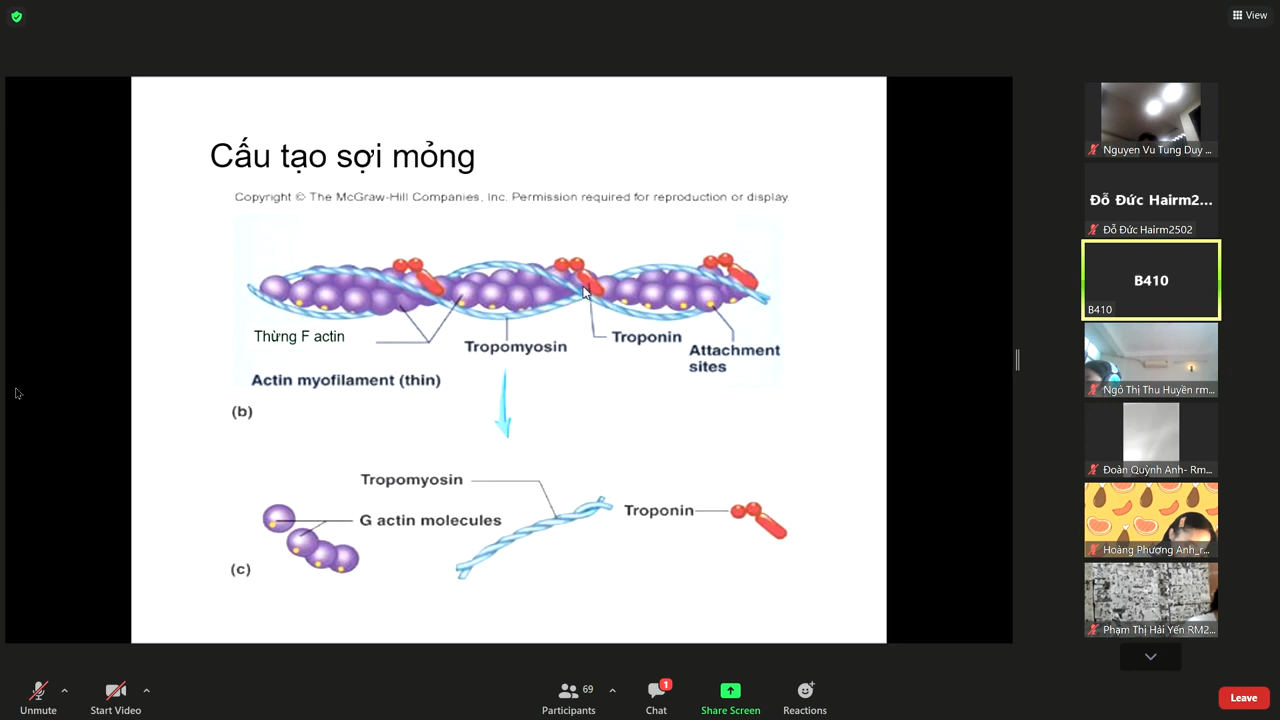 View
Cấu tạo sợi mỏng
Copyright © The McGraw-Hill Companies, Inc. Permission required for reproduction or display.
Thừng F actin
Tropomyosin
Troponin
Attachment
sites
Actin myofilament (thin)
(b)
Tropomyosin
G actin molecules
Troponin
(c)
Nguyen Vu Tung Duy ...
Đỗ Đức Hairm2...
Đỗ Đức Hairm2502
B410
B410
Ngô Thị Thu Huyền rm...
Đoàn Quỳnh Anh- Rm...
Hoàng Phương Anh_r...
Phạm Thị Hải Yến RM2...
Unmute
Start Video
Participants
69
Chat
1
Share Screen
Reactions
Leave